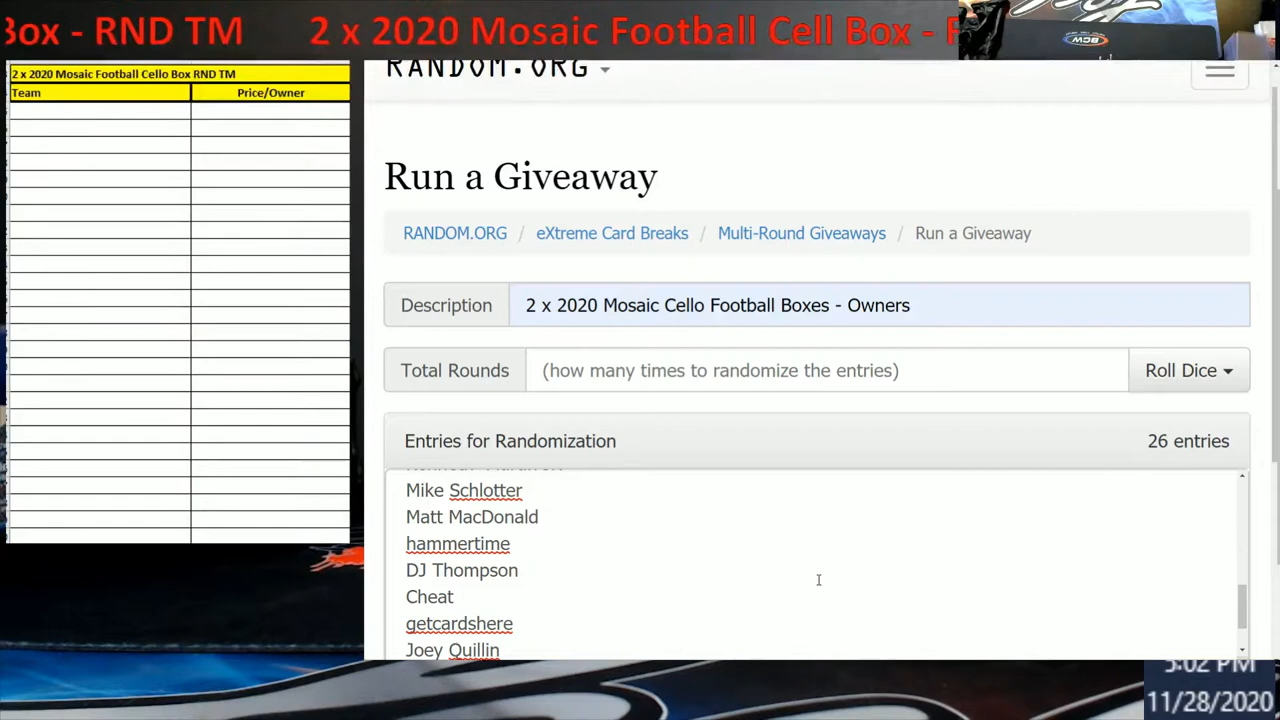 Box - RND TM 2 x 2020 Mosaic Football Cell Box -
2 x 2020 Mosaic Football Cello Box RND TM
Team Price/Owner
BCW
RANDOM.ORG
Run a Giveaway
RANDOM.ORG / eXtreme Card Breaks / Multi-Round Giveaways / Run a Giveaway
Description 2 x 2020 Mosaic Cello Football Boxes - Owners
Total Rounds (how many times to randomize the entries) Roll Dice
Entries for Randomization 26 entries
Mike Schlotter
Matt MacDonald
hammertime
DJ Thompson
Cheat
getcardshere
Joey Quillin
5:02 PM
11/28/2020